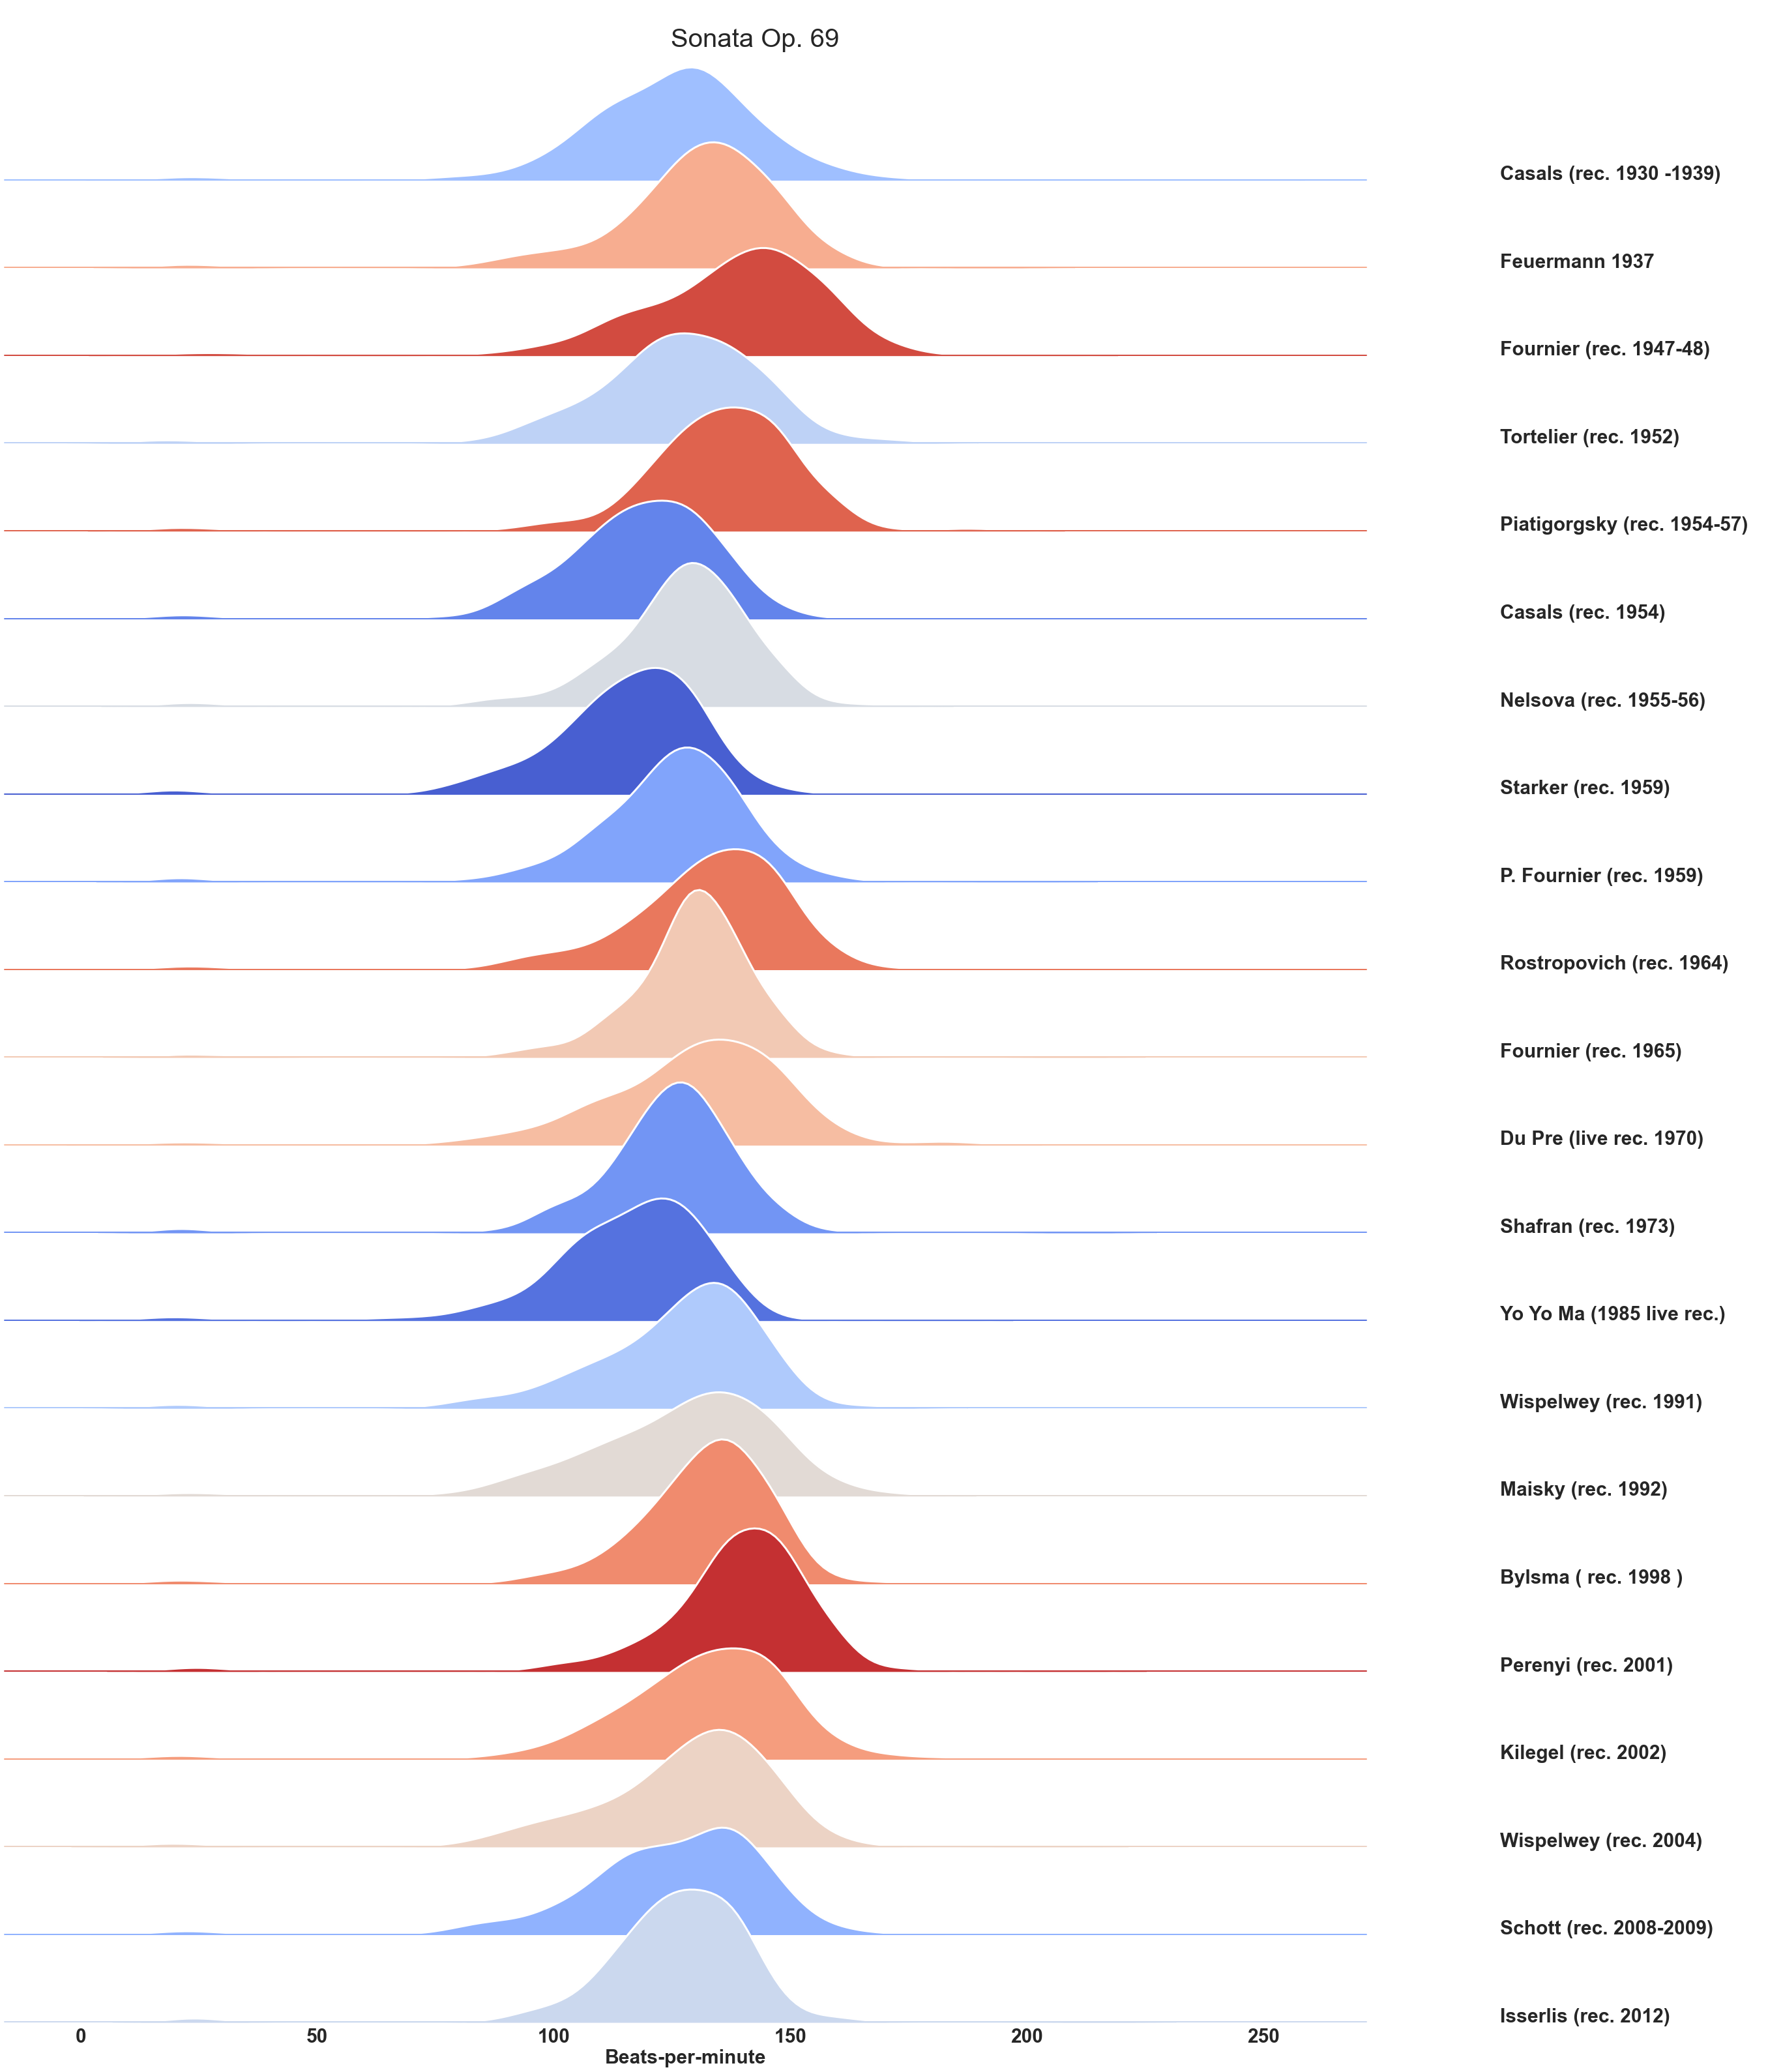 Sonata Op. 69
Casals (rec. 1930 -1939)
Feuermann 1937
Fournier (rec. 1947-48)
Tortelier (rec. 1952)
Piatigorgsky (rec. 1954-57)
Casals (rec. 1954)
Nelsova (rec. 1955-56)
Starker (rec. 1959)
P. Fournier (rec. 1959)
Rostropovich (rec. 1964)
Fournier (rec. 1965)
Du Pre (live rec. 1970)
Shafran (rec. 1973)
Yo Yo Ma (1985 live rec.)
Wispelwey (rec. 1991)
Maisky (rec. 1992)
Bylsma ( rec. 1998 )
Perenyi (rec. 2001)
Kilegel (rec. 2002)
Wispelwey (rec. 2004)
Schott (rec. 2008-2009)
Isserlis (rec. 2012)
0 50 100 150 200 250
Beats-per-minute